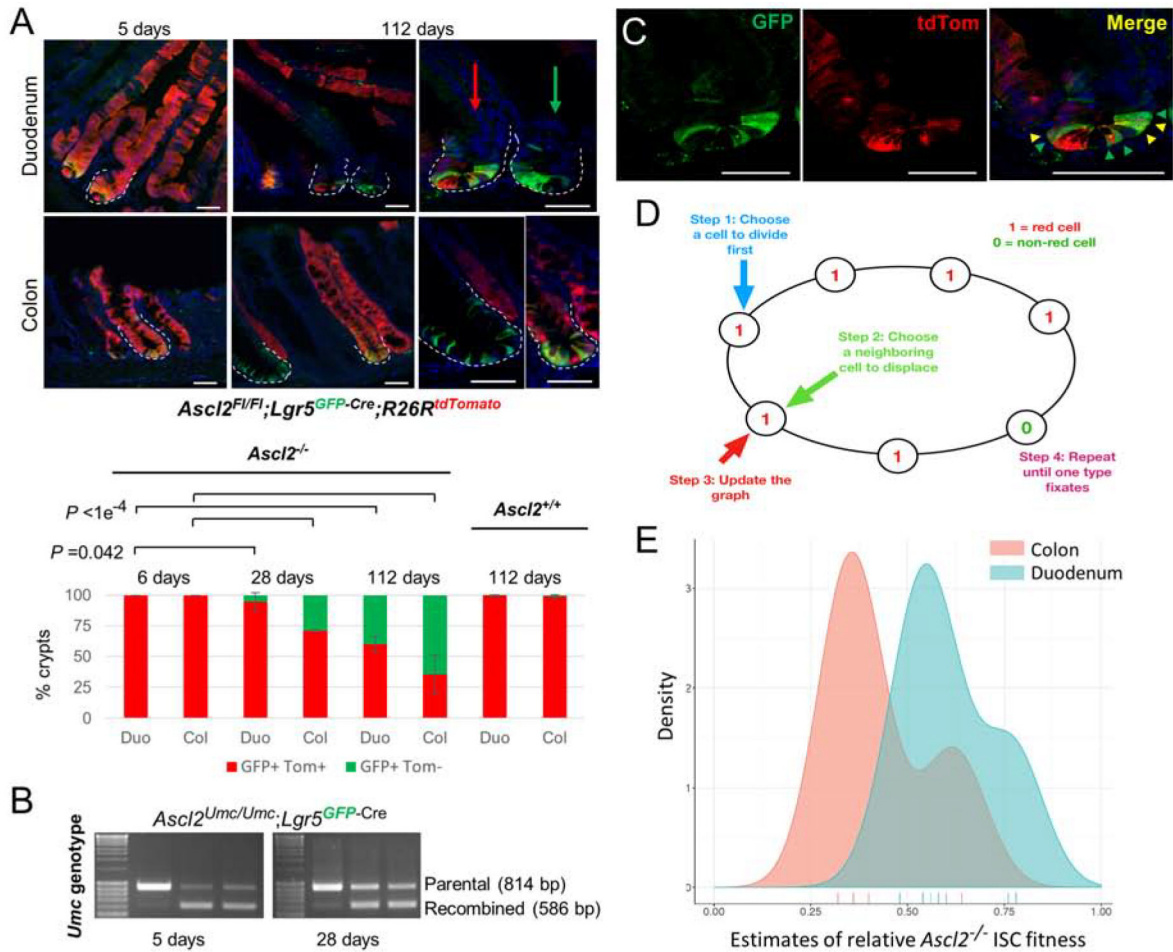 A
5 days
112 days
Duodenum
Colon
Ascl2Fl/Fl;Lgr5GFP-Cre;R26RtdTomato
Ascl2-/-
Ascl2+/+
P <1e-4
P =0.042
6 days
28 days
112 days
112 days
100
75
50
25
0
% crypts
Duo
Col
Duo
Col
Duo
Col
Duo
Col
GFP+ Tom+
GFP+ Tom-
B
Ascl2Umc/Umc;Lgr5GFP-Cre
Umc genotype
Parental (814 bp)
Recombined (586 bp)
5 days
28 days
C
GFP
tdTom
Merge
D
Step 1: Choose
a cell to divide
first
1 = red cell
0 = non-red cell
1
1
1
1
Step 2: Choose
a neighboring
cell to displace
1
1
0
Step 3: Update the
graph
Step 4: Repeat
until one type
fixates
E
Colon
Duodenum
Density
3
2
1
0
0.00
0.25
0.50
0.75
1.00
Estimates of relative Ascl2-/- ISC fitness